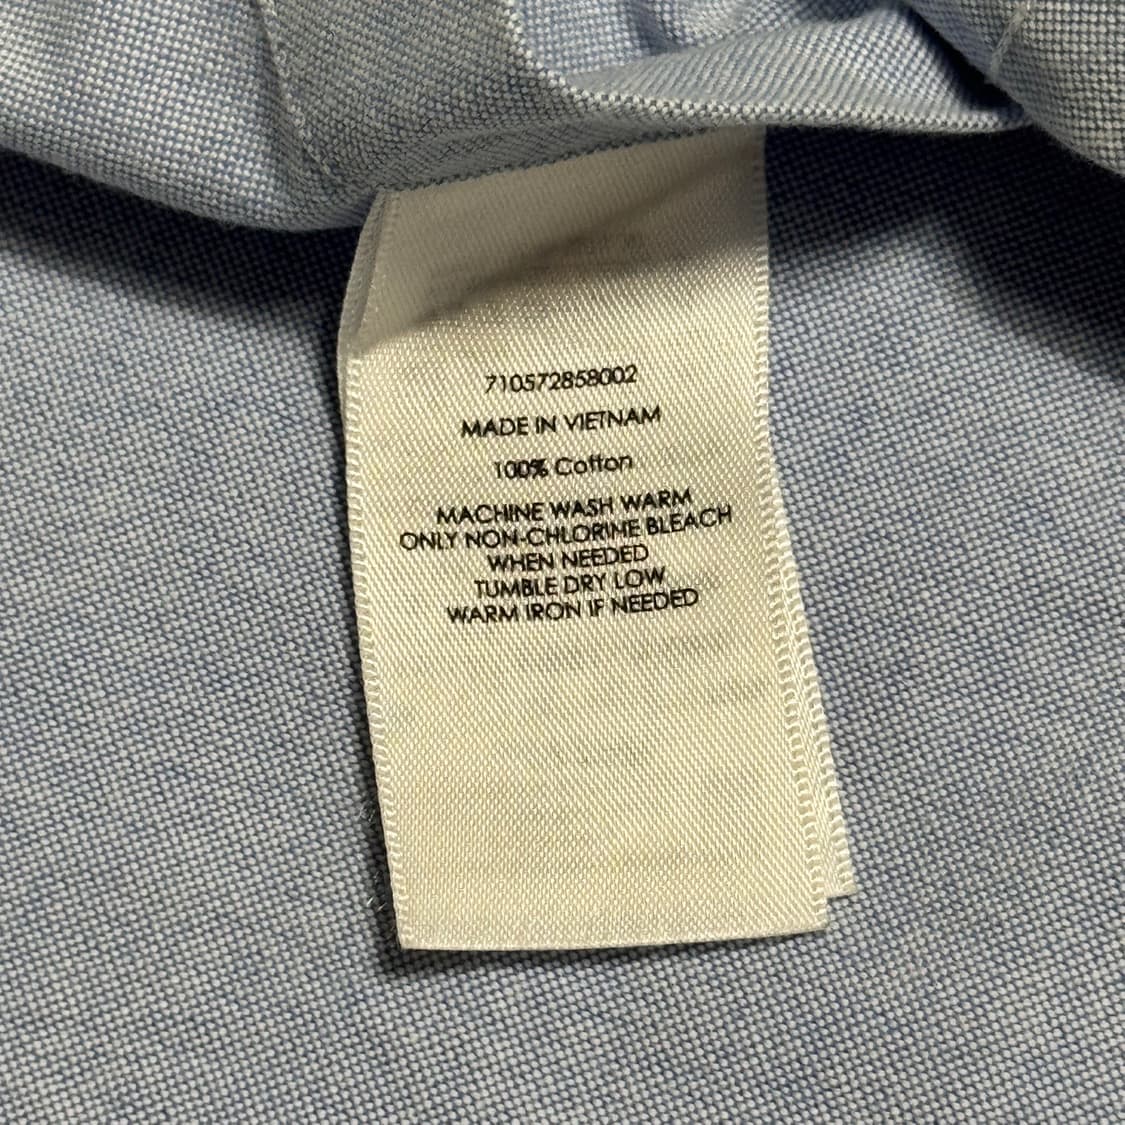 710572858002
MADE IN VIETNAM
100% Cotton
MACHINE WASH WARM
ONLY NON-CHLORINE BLEACH
WHEN NEEDED
TUMBLE DRY LOW
WARM IRON IF NEEDED